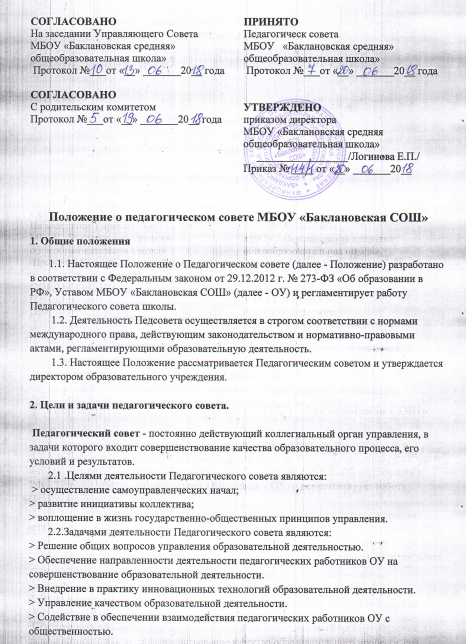 СОГЛАСОВАНО
На заседании Управляющего Совета
МБОУ «Баклановская средняя»
общеобразовательная школа»
Протокол №10 от «13» 06 2018 года
ПРИНЯТО
Педагогическ совета
МБОУ «Баклановская средняя»
общеобразовательная школа»
Протокол № 7 от «20» 06 2018 года
СОГЛАСОВАНО
С родительским комитетом
Протокол № 5 от «19» 06 2018 года
УТВЕРЖДЕНО
приказом директора
МБОУ «Баклановская средняя
общеобразовательная школа»
/Логинова Е.П./
Приказ № от «20» 06 2018
Положение о педагогическом совете МБОУ «Баклановская СОШ»
1. Общие положения
1.1. Настоящее Положение о Педагогическом совете (далее - Положение) разработано
в соответствии с Федеральным законом от 29.12.2012 г. № 273-ФЗ «Об образовании в
РФ», Уставом МБОУ «Баклановская СОШ» (далее - ОУ) и регламентирует работу
Педагогического совета школы.
1.2. Деятельность Педсовета осуществляется в строгом соответствии с нормами
международного права, действующим законодательством и нормативно-правовыми
актами, регламентирующими образовательную деятельность.
1.3. Настоящее Положение рассматривается Педагогическим советом и утверждается
директором образовательного учреждения.
2. Цели и задачи педагогического совета.
Педагогический совет - постоянно действующий коллегиальный орган управления, в
задачи которого входит совершенствование качества образовательного процесса, его
условий и результатов.
2.1 .Целями деятельности Педагогического совета являются:
> осуществление самоуправленческих начал;
> развитие инициативы коллектива;
> воплощение в жизнь государственно-общественных принципов управления.
2.2.Задачами деятельности Педагогического совета являются:
> Решение общих вопросов управления образовательной деятельностью.
> Обеспечение направленности деятельности педагогических работников ОУ на
совершенствование образовательной деятельности.
> Внедрение в практику инновационных технологий образовательной деятельности.
> Управление качеством образовательной деятельности.
> Содействие в обеспечении взаимодействия педагогических работников ОУ с
общественностью.